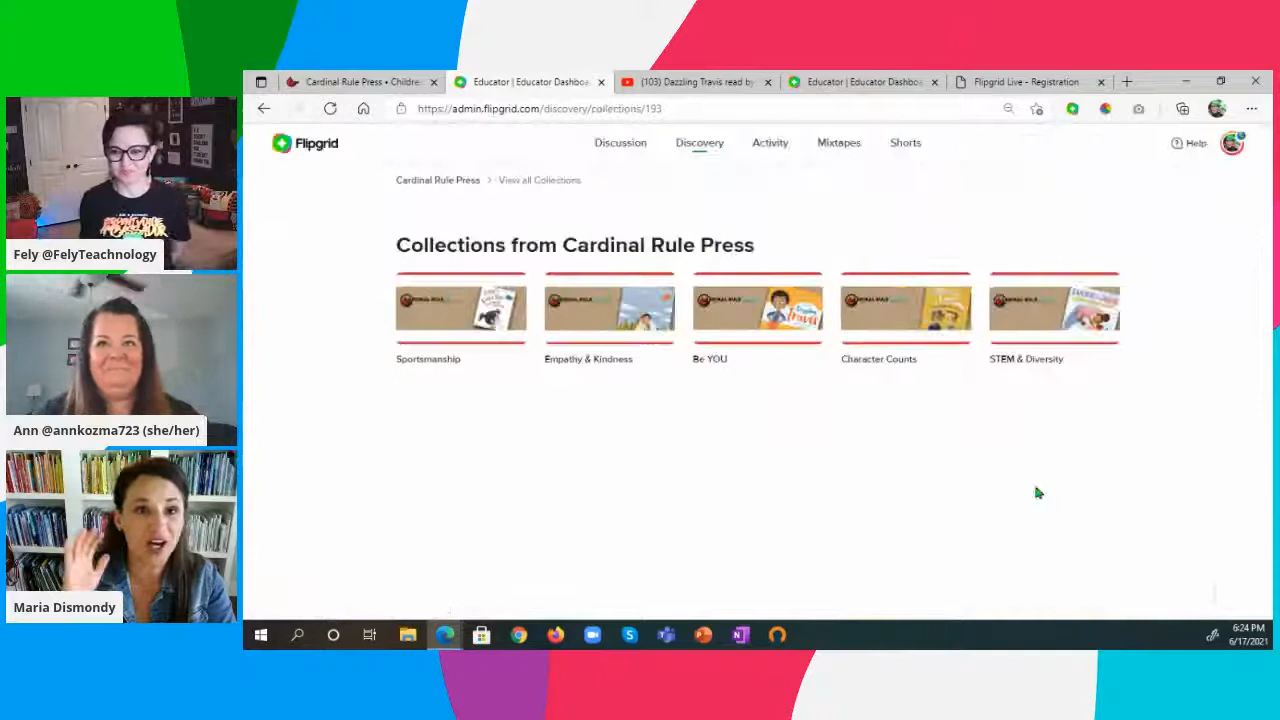 Cardinal Rule Press • Childre
Educator | Educator Dashboa
(103) Dazzling Travis read by
Educator | Educator Dashboa
Flipgrid Live - Registration
https://admin.flipgrid.com/discovery/collections/193
Flipgrid
Discussion
Discovery
Activity
Mixtapes
Shorts
Help
Cardinal Rule Press > View all Collections
Collections from Cardinal Rule Press
Sportsmanship
Empathy & Kindness
Be YOU
Character Counts
STEM & Diversity
Fely @FelyTeachnology
Ann @annkozma723 (she/her)
Maria Dismondy
6:24 PM
6/17/2021